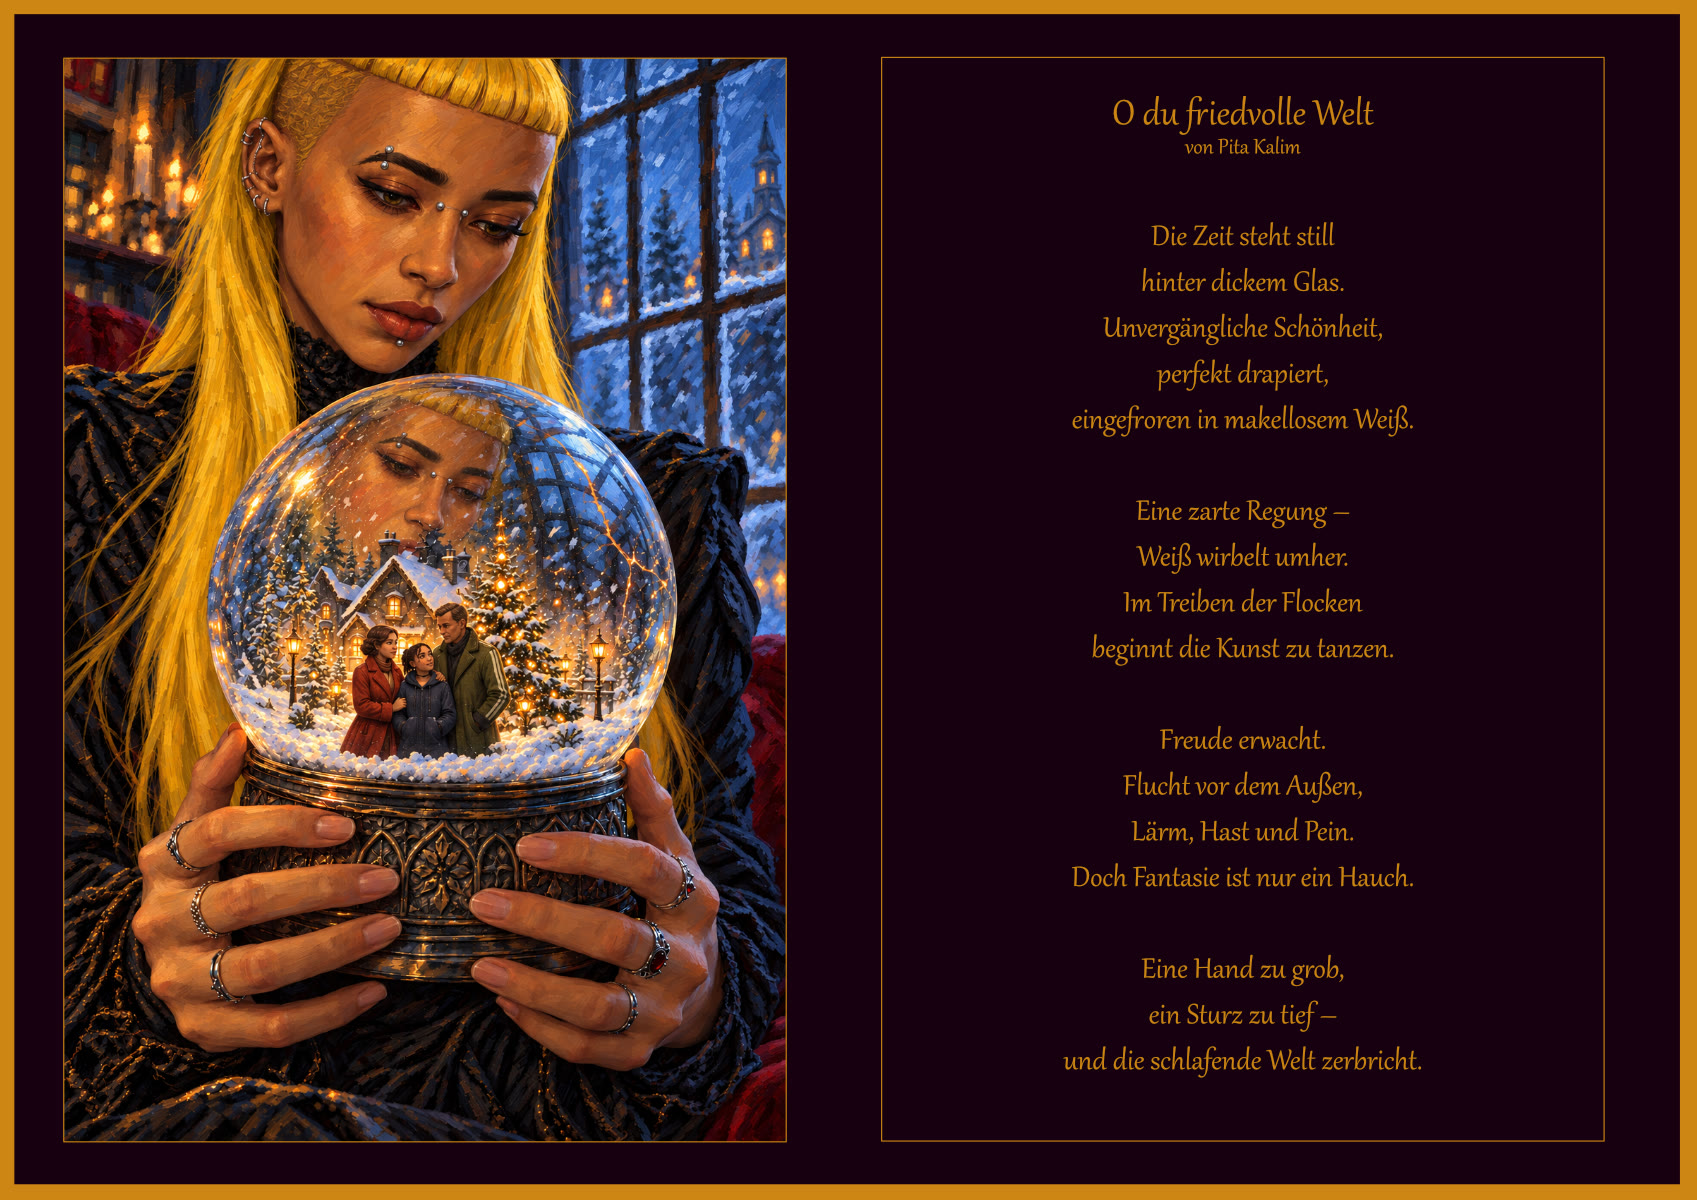 O du friedvolle Welt
von Pita Kalim
Die Zeit steht still
hinter dickem Glas.
Unvergängliche Schönheit,
perfekt drapiert,
eingefroren in makellosem Weiß.
Eine zarte Regung –
Weiß wirbelt umher.
Im Treiben der Flocken
beginnt die Kunst zu tanzen.
Freude erwacht.
Flucht vor dem Außen,
Lärm, Hast und Pein.
Doch Fantasie ist nur ein Hauch.
Eine Hand zu grob,
ein Sturz zu tief –
und die schlafende Welt zerbricht.